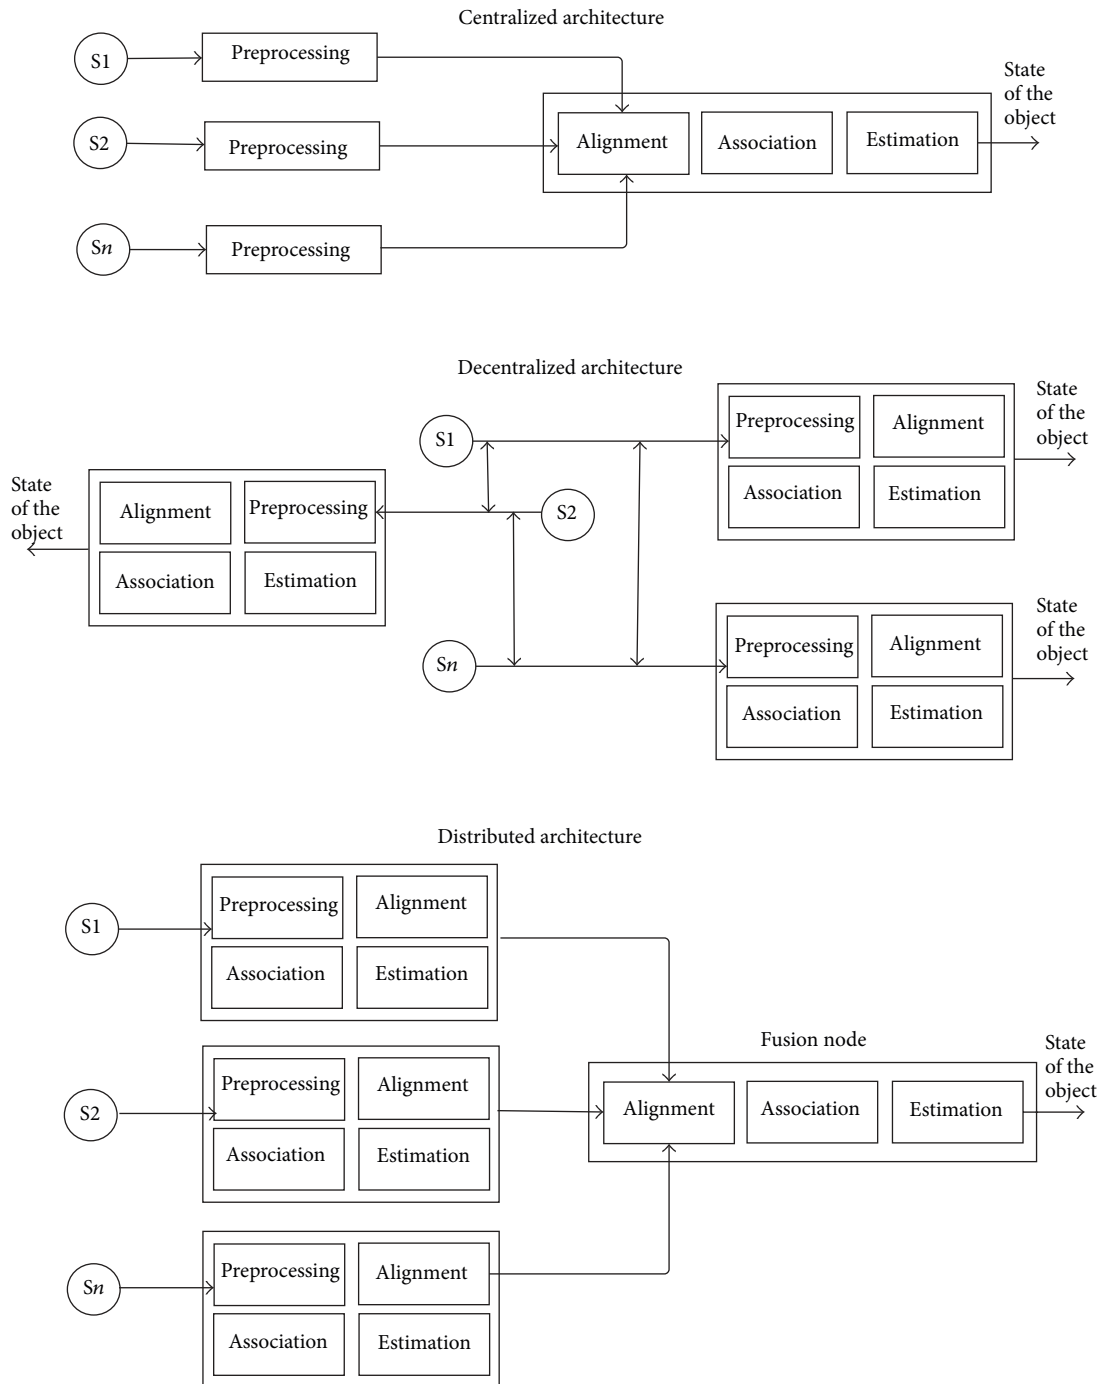 Centralized architecture
S1
Preprocessing
State
of the
object
S2
Preprocessing
Alignment
Association
Estimation
Sn
Preprocessing
Decentralized architecture
State
of the
object
S1
Preprocessing
Alignment
Association
Estimation
State
of the
object
Alignment
Preprocessing
Association
Estimation
S2
State
of the
object
Sn
Preprocessing
Alignment
Association
Estimation
Distributed architecture
S1
Preprocessing
Alignment
Association
Estimation
S2
Preprocessing
Alignment
Association
Estimation
Fusion node
Alignment
Association
Estimation
State
of the
object
Sn
Preprocessing
Alignment
Association
Estimation